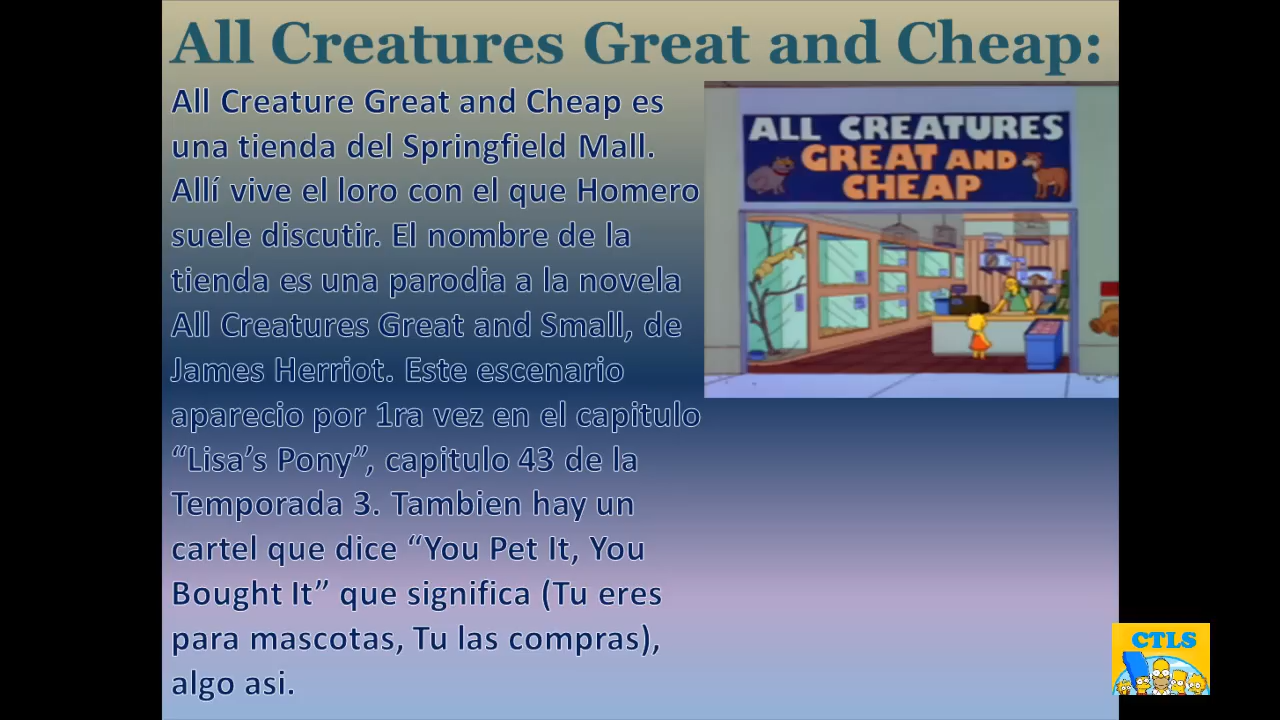 All Creatures Great and Cheap:
All Creature Great and Cheap es
una tienda del Springfield Mall.
Allí vive el loro con el que Homero
suele discutir. El nombre de la
tienda es una parodia a la novela
All Creatures Great and Small, de
James Herriot. Este escenario
aparecio por 1ra vez en el capitulo
“Lisa’s Pony”, capitulo 43 de la
Temporada 3. Tambien hay un
cartel que dice “You Pet It, You
Bought It” que significa (Tu eres
para mascotas, Tu las compras),
algo asi.
ALL CREATURES
GREAT AND
CHEAP
CTLS